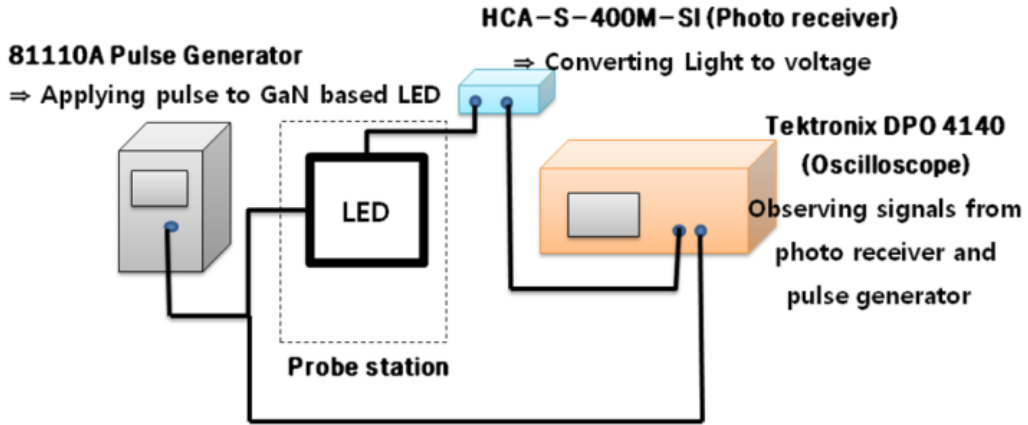 HCA-S-400M-SI (Photo receiver)
⇒ Converting Light to voltage
81110A Pulse Generator
⇒ Applying pulse to GaN based LED
Tektronix DPO 4140
(Oscilloscope)
Observing signals from
photo receiver and
pulse generator
LED
Probe station